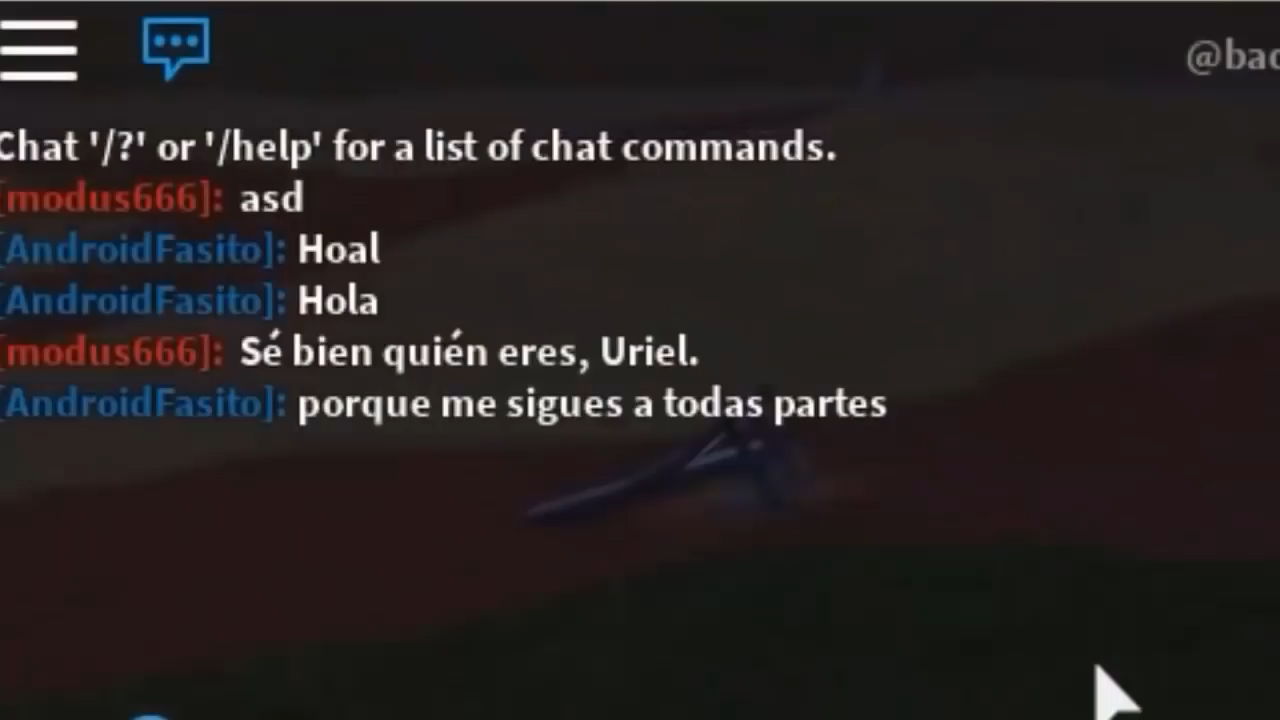 Chat '/?' or '/help' for a list of chat commands.
[modus666]: asd
[AndroidFasito]: Hoal
[AndroidFasito]: Hola
[modus666]: Sé bien quién eres, Uriel.
[AndroidFasito]: porque me sigues a todas partes